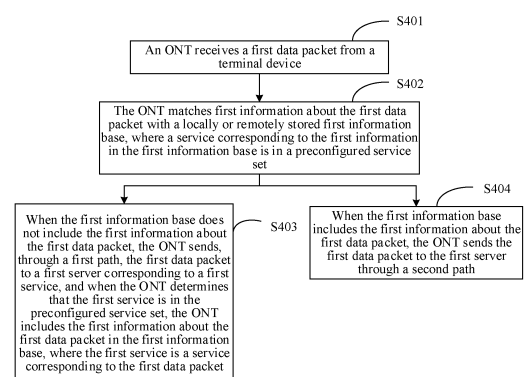 S401
An ONT receives a first data packet from a
terminal device
S402
The ONT matches first information about the first data
packet with a locally or remotely stored first information
base, where a service corresponding to the first information
in the first information base is in a preconfigured service
set
S403
When the first information base does
not include the first information about
the first data packet, the ONT sends,
through a first path, the first data packet
to a first server corresponding to a first
service, and when the ONT determines
that the first service is in the
preconfigured service set, the ONT
includes the first information about the
first data packet in the first information
base, where the first service is a service
corresponding to the first data packet
S404
When the first information base
includes the first information about the
first data packet, the ONT sends the
first data packet to the first server
through a second path